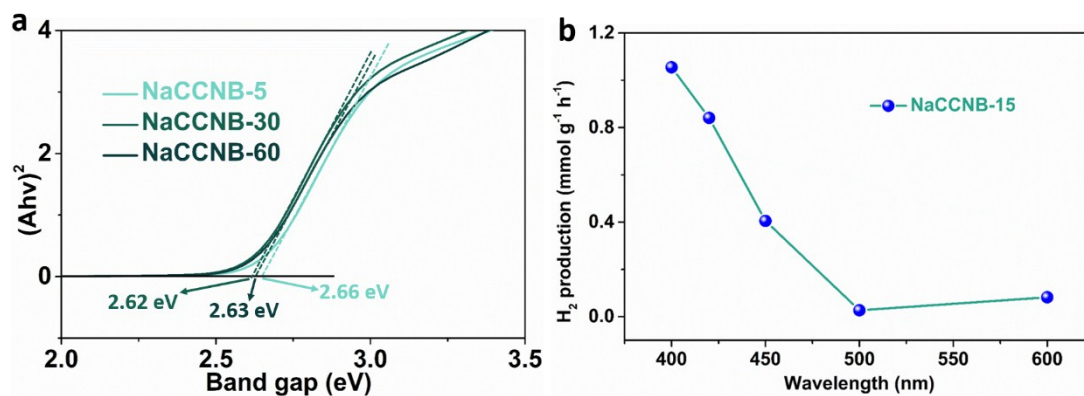 a
4
2
0
(Ahv)²
NaCCNB-5
NaCCNB-30
NaCCNB-60
2.62 eV
2.63 eV
2.66 eV
2.0 2.5 3.0 3.5
Band gap (eV)
b
1.2
0.8
0.4
0.0
H₂ production (mmol g⁻¹ h⁻¹)
NaCCNB-15
400 450 500 550 600
Wavelength (nm)